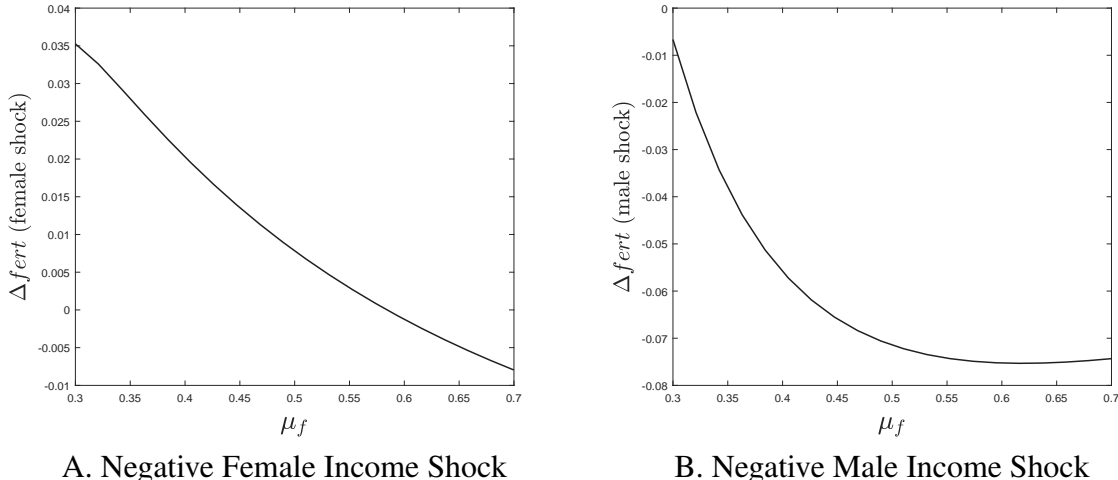 0.04
0.035
0.03
0.025
0.02
0.015
0.01
0.005
0
-0.005
-0.01
Δfert (female shock)
0.3 0.35 0.4 0.45 0.5 0.55 0.6 0.65 0.7
μf
A. Negative Female Income Shock
0
-0.01
-0.02
-0.03
-0.04
-0.05
-0.06
-0.07
-0.08
Δfert (male shock)
0.3 0.35 0.4 0.45 0.5 0.55 0.6 0.65 0.7
μf
B. Negative Male Income Shock